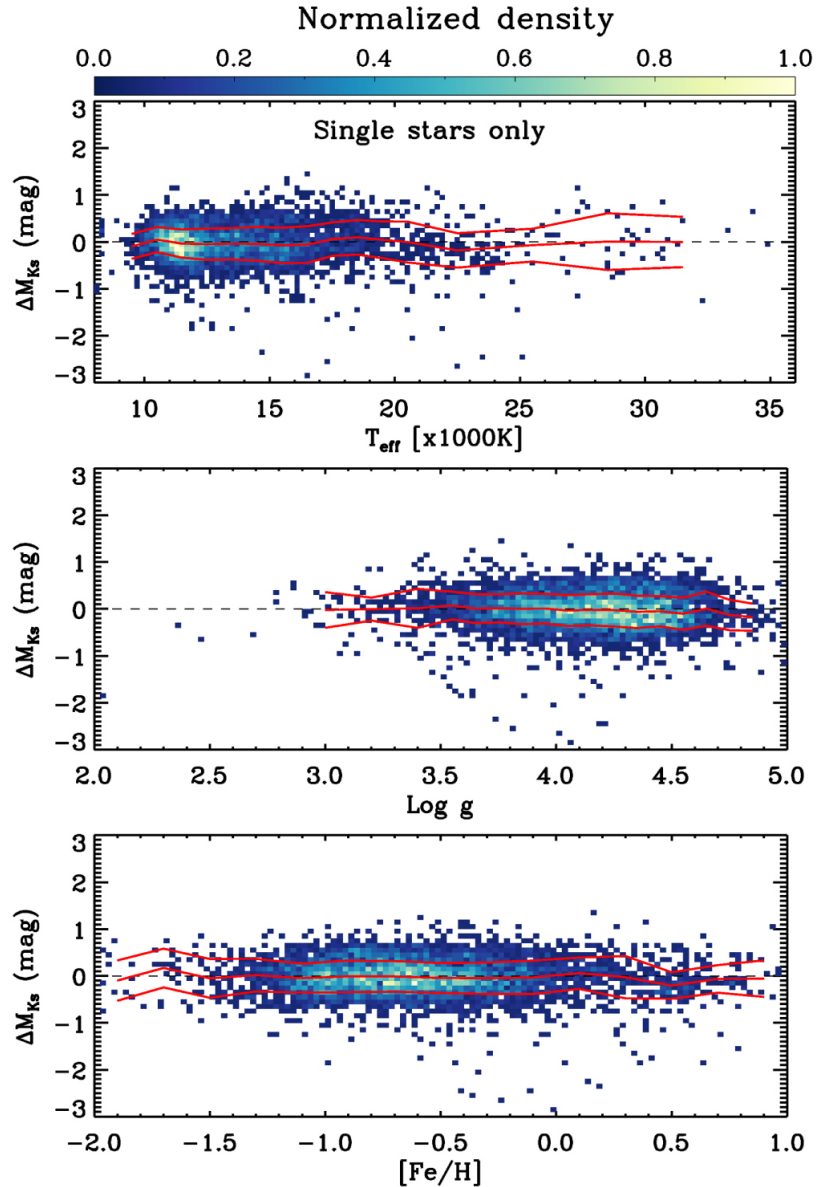 Normalized density
0.0 0.2 0.4 0.6 0.8 1.0
Single stars only
3
2
1
0
−1
−2
−3
ΔM_Ks (mag)
10 15 20 25 30 35
T_eff [x1000K]
3
2
1
0
−1
−2
−3
ΔM_Ks (mag)
2.0 2.5 3.0 3.5 4.0 4.5 5.0
Log g
3
2
1
0
−1
−2
−3
ΔM_Ks (mag)
−2.0 −1.5 −1.0 −0.5 0.0 0.5 1.0
[Fe/H]